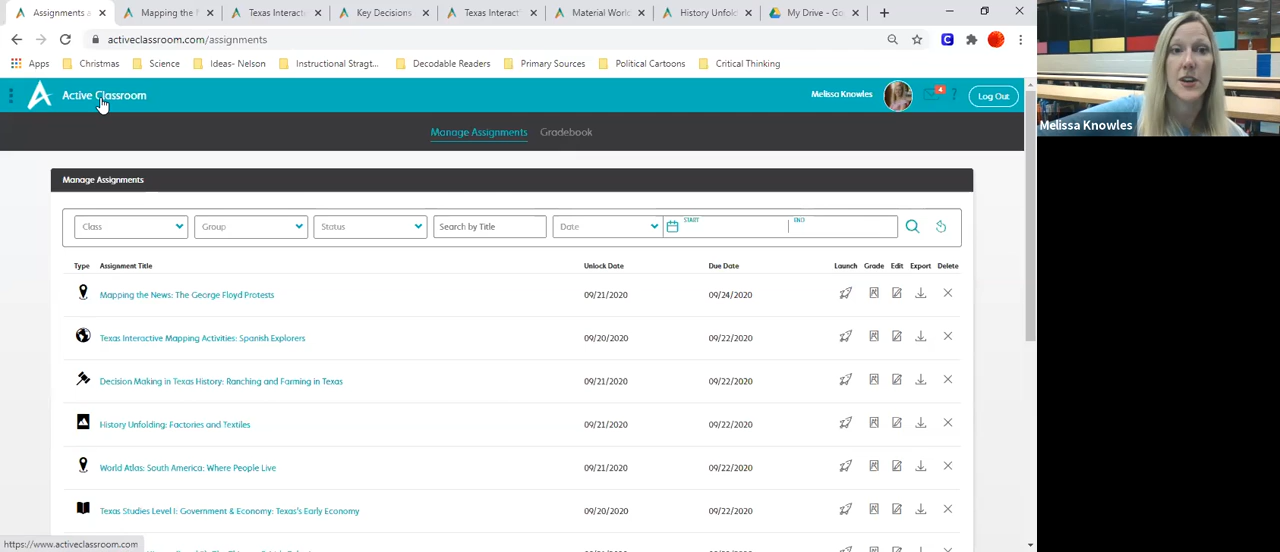 Assignments a
Mapping the N
Texas Interact
Key Decisions
Texas Interact
Material World
History Unfold
My Drive - Go
activeclassroom.com/assignments
Apps
Christmas
Science
Ideas- Nelson
Instructional Stragt...
Docable Reads
Primary Sources
Political Cartoons
Critical Thinking
Active Classroom
Melissa Knowles
4
?
Log Out
Manage Assignments Gradebook
Manage Assignments
Class
Group
Status
Search by Title
Date
START
END
Type Assignment Title Unlock Date Due Date Launch Grade Edit Export Delete
Mapping the News: The George Floyd Protests 09/21/2020 09/24/2020
Texas Interactive Mapping Activities: Spanish Explorers 09/20/2020 09/22/2020
Decision Making in Texas History: Ranching and Farming in Texas 09/21/2020 09/22/2020
History Unfolding: Factories and Textiles 09/21/2020 09/22/2020
World Atlas: South America: Where People Live 09/21/2020 09/22/2020
Texas Studies Level I: Government & Economy: Texas's Early Economy 09/20/2020 09/22/2020
https://www.activeclassroom.com
Melissa Knowles